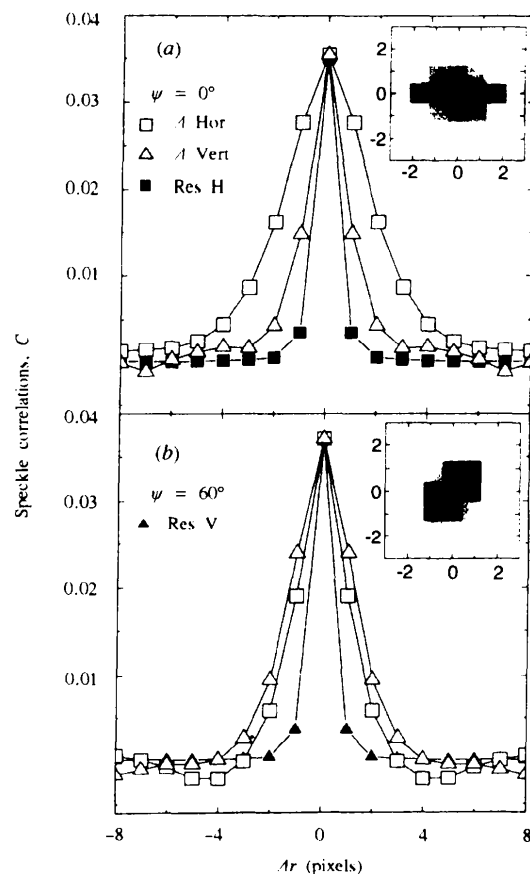 0.04
(a)
ψ = 0°
□ Λ Hor
△ Λ Vert
■ Res H
0.03
0.02
0.01
2
0
-2
-2 0 2
Speckle correlations, C
0.04
(b)
ψ = 60°
▲ Res V
0.03
0.02
0.01
2
0
-2
-2 0 2
-8 -4 0 4 8
Λr (pixels)